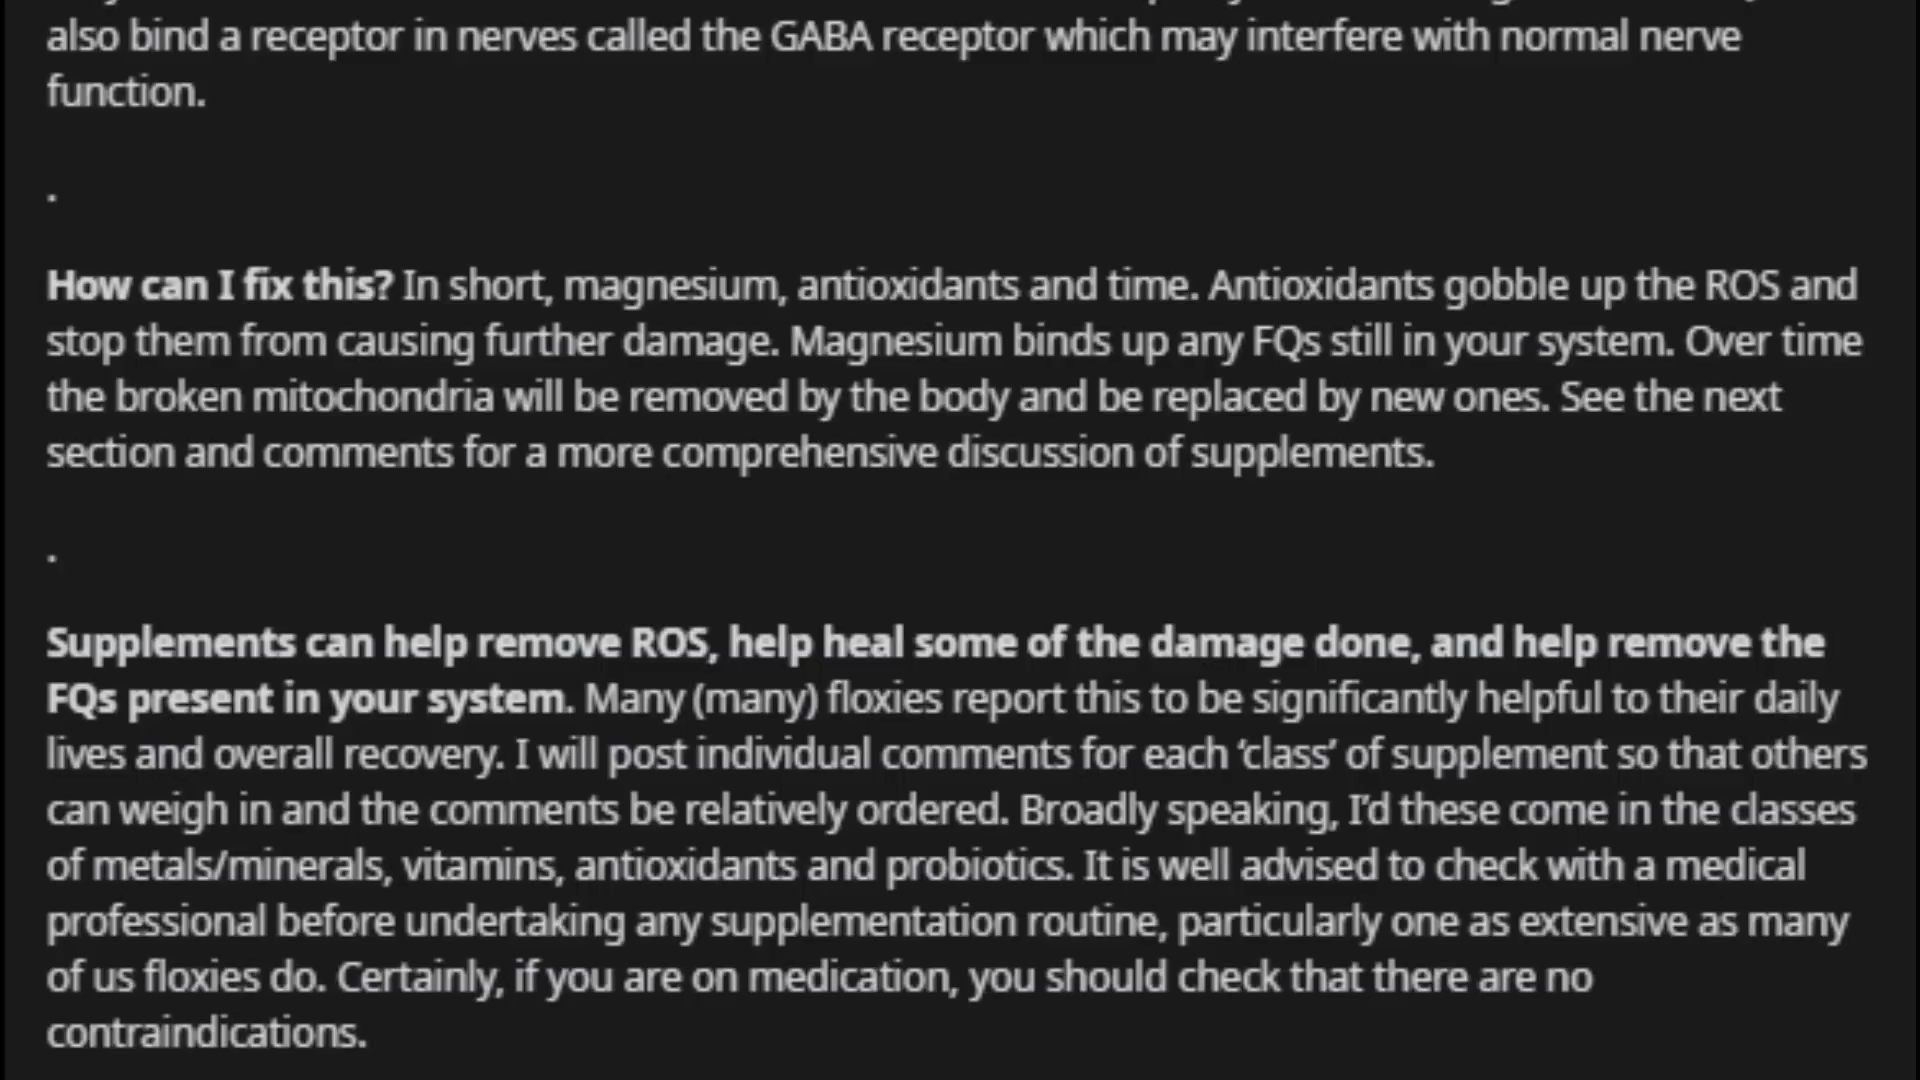 also bind a receptor in nerves called the GABA receptor which may interfere with normal nerve
function.
.
How can I fix this? In short, magnesium, antioxidants and time. Antioxidants gobble up the ROS and
stop them from causing further damage. Magnesium binds up any FQs still in your system. Over time
the broken mitochondria will be removed by the body and be replaced by new ones. See the next
section and comments for a more comprehensive discussion of supplements.
.
Supplements can help remove ROS, help heal some of the damage done, and help remove the
FQs present in your system. Many (many) floxies report this to be significantly helpful to their daily
lives and overall recovery. I will post individual comments for each ‘class’ of supplement so that others
can weigh in and the comments be relatively ordered. Broadly speaking, I’d these come in the classes
of metals/minerals, vitamins, antioxidants and probiotics. It is well advised to check with a medical
professional before undertaking any supplementation routine, particularly one as extensive as many
of us floxies do. Certainly, if you are on medication, you should check that there are no
contraindications.